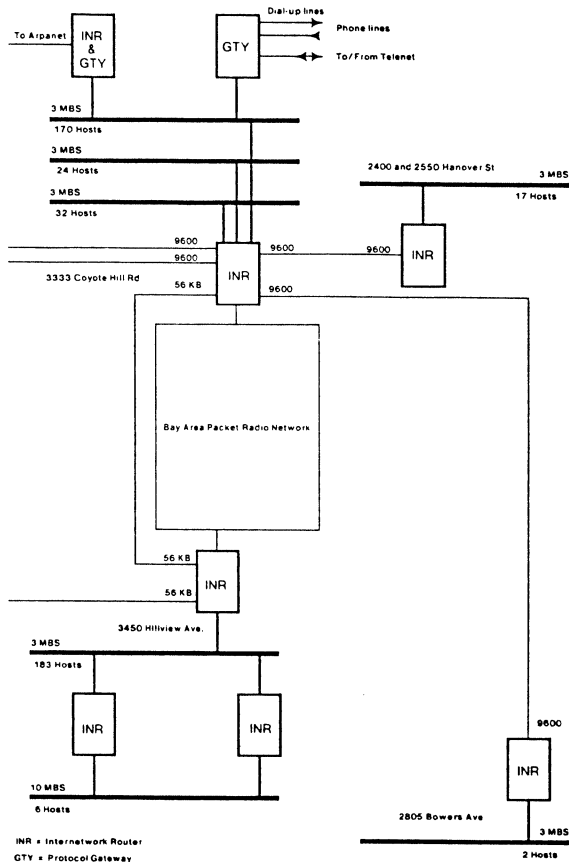 Dial-up lines
To Arpanet
INR
&
GTY
GTY
Phone lines
To/From Telenet
3 MBS
170 Hosts
3 MBS
24 Hosts
2400 and 2550 Hanover St
3 MBS
17 Hosts
3 MBS
32 Hosts
9600
9600
9600
9600
INR
INR
3333 Coyote Hill Rd
56 KB
9600
Bay Area Packet Radio Network
56 KB
INR
56 KB
3450 Hillview Ave.
3 MBS
183 Hosts
INR
INR
9600
INR
10 MBS
6 Hosts
2805 Bowers Ave
3 MBS
2 Hosts
INR = Internetwork Router
GTY = Protocol Gateway